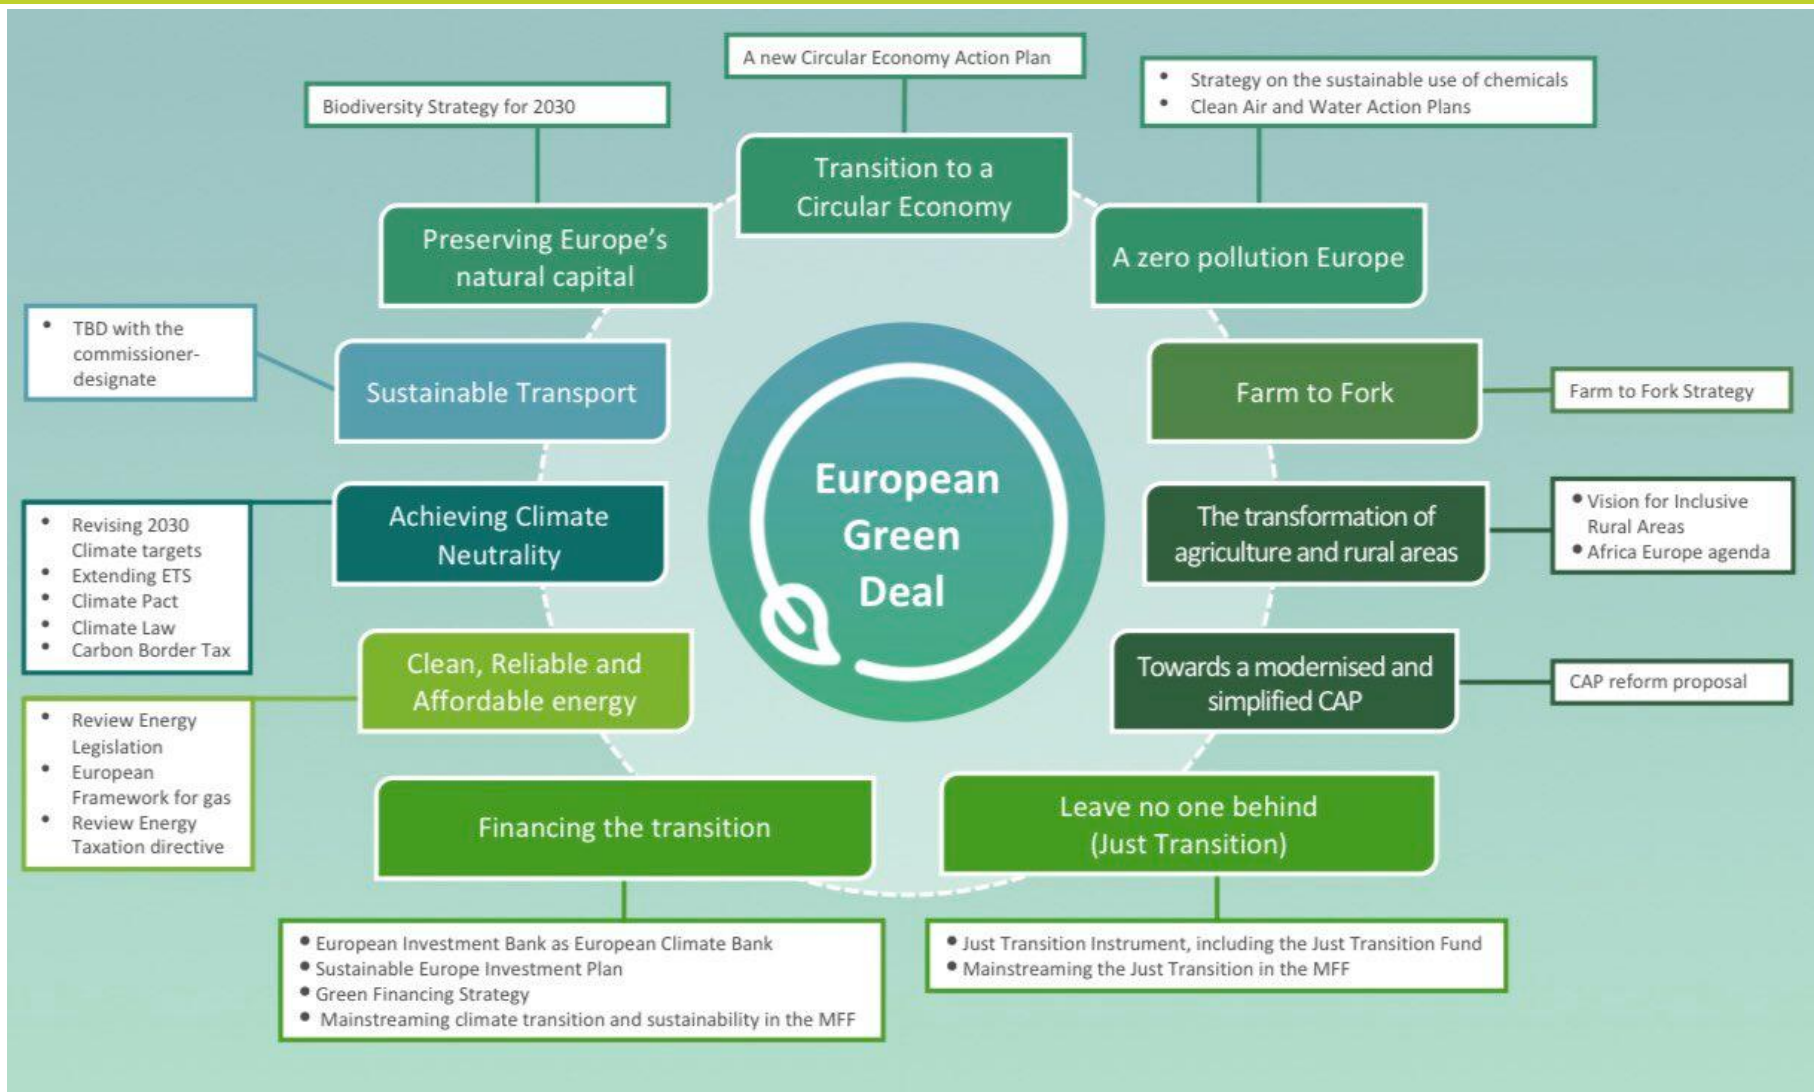 A new Circular Economy Action Plan
Biodiversity Strategy for 2030
• Strategy on the sustainable use of chemicals
• Clean Air and Water Action Plans
Transition to a
Circular Economy
Preserving Europe's
natural capital
A zero pollution Europe
• TBD with the
commissioner-
designate
Sustainable Transport
Farm to Fork
Farm to Fork Strategy
European
Green
Deal
• Revising 2030
Climate targets
• Extending ETS
• Climate Pact
• Climate Law
• Carbon Border Tax
Achieving Climate
Neutrality
The transformation of
agriculture and rural areas
• Vision for Inclusive
Rural Areas
• Africa Europe agenda
Clean, Reliable and
Affordable energy
Towards a modernised and
simplified CAP
CAP reform proposal
• Review Energy
Legislation
• European
Framework for gas
• Review Energy
Taxation directive
Financing the transition
Leave no one behind
(Just Transition)
• European Investment Bank as European Climate Bank
• Sustainable Europe Investment Plan
• Green Financing Strategy
• Mainstreaming climate transition and sustainability in the MFF
• Just Transition Instrument, including the Just Transition Fund
• Mainstreaming the Just Transition in the MFF